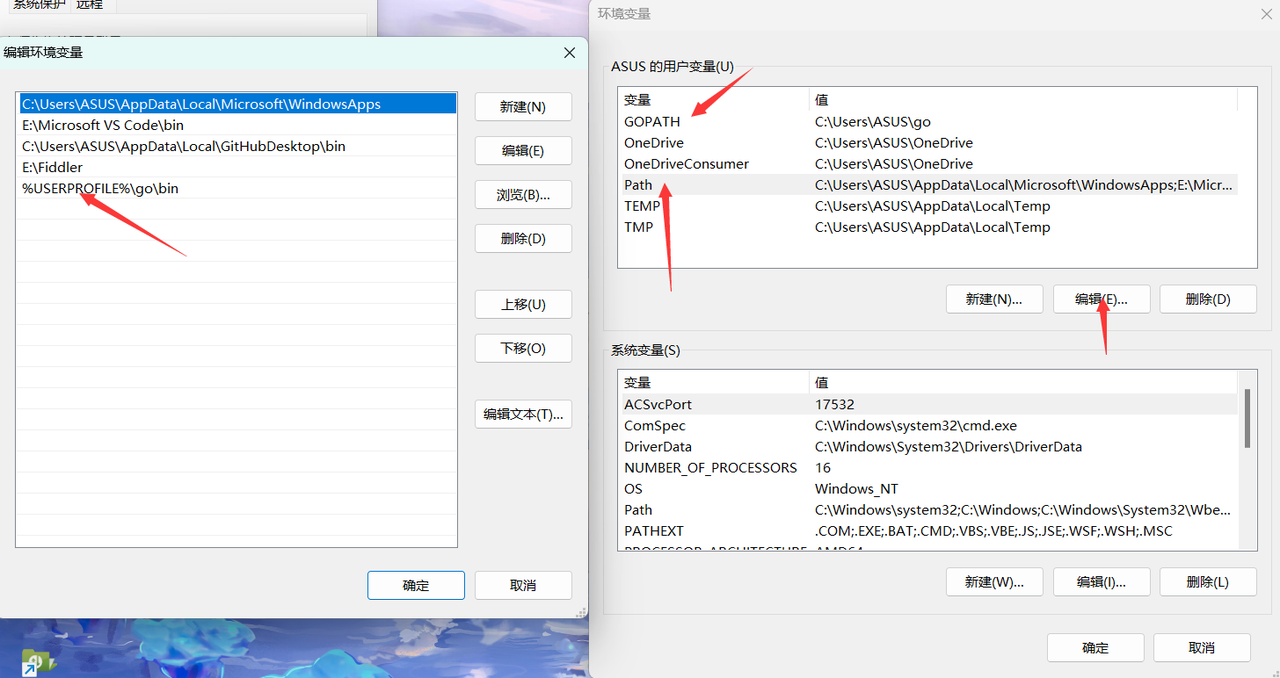 系统保护 远程
编辑环境变量
C:\Users\ASUS\AppData\Local\Microsoft\WindowsApps
E:\Microsoft VS Code\bin
C:\Users\ASUS\AppData\Local\GitHubDesktop\bin
E:\Fiddler
%USERPROFILE%\go\bin
新建(N)
编辑(E)
浏览(B)...
删除(D)
上移(U)
下移(O)
编辑文本(T)...
确定
取消
环境变量
ASUS 的用户变量(U)
变量 值
GOPATH C:\Users\ASUS\go
OneDrive C:\Users\ASUS\OneDrive
OneDriveConsumer C:\Users\ASUS\OneDrive
Path C:\Users\ASUS\AppData\Local\Microsoft\WindowsApps;E:\Micr...
TEMP C:\Users\ASUS\AppData\Local\Temp
TMP C:\Users\ASUS\AppData\Local\Temp
新建(N)... 编辑(E)... 删除(D)
系统变量(S)
变量 值
ACSvcPort 17532
ComSpec C:\Windows\system32\cmd.exe
DriverData C:\Windows\System32\Drivers\DriverData
NUMBER_OF_PROCESSORS 16
OS Windows_NT
Path C:\Windows\system32;C:\Windows;C:\Windows\System32\Wbe...
PATHEXT .COM;.EXE;.BAT;.CMD;.VBS;.VBE;.JS;.JSE;.WSF;.WSH;.MSC
PROCESSOR_ARCHITECTURE AMD64
新建(W)... 编辑(I)... 删除(L)
确定 取消